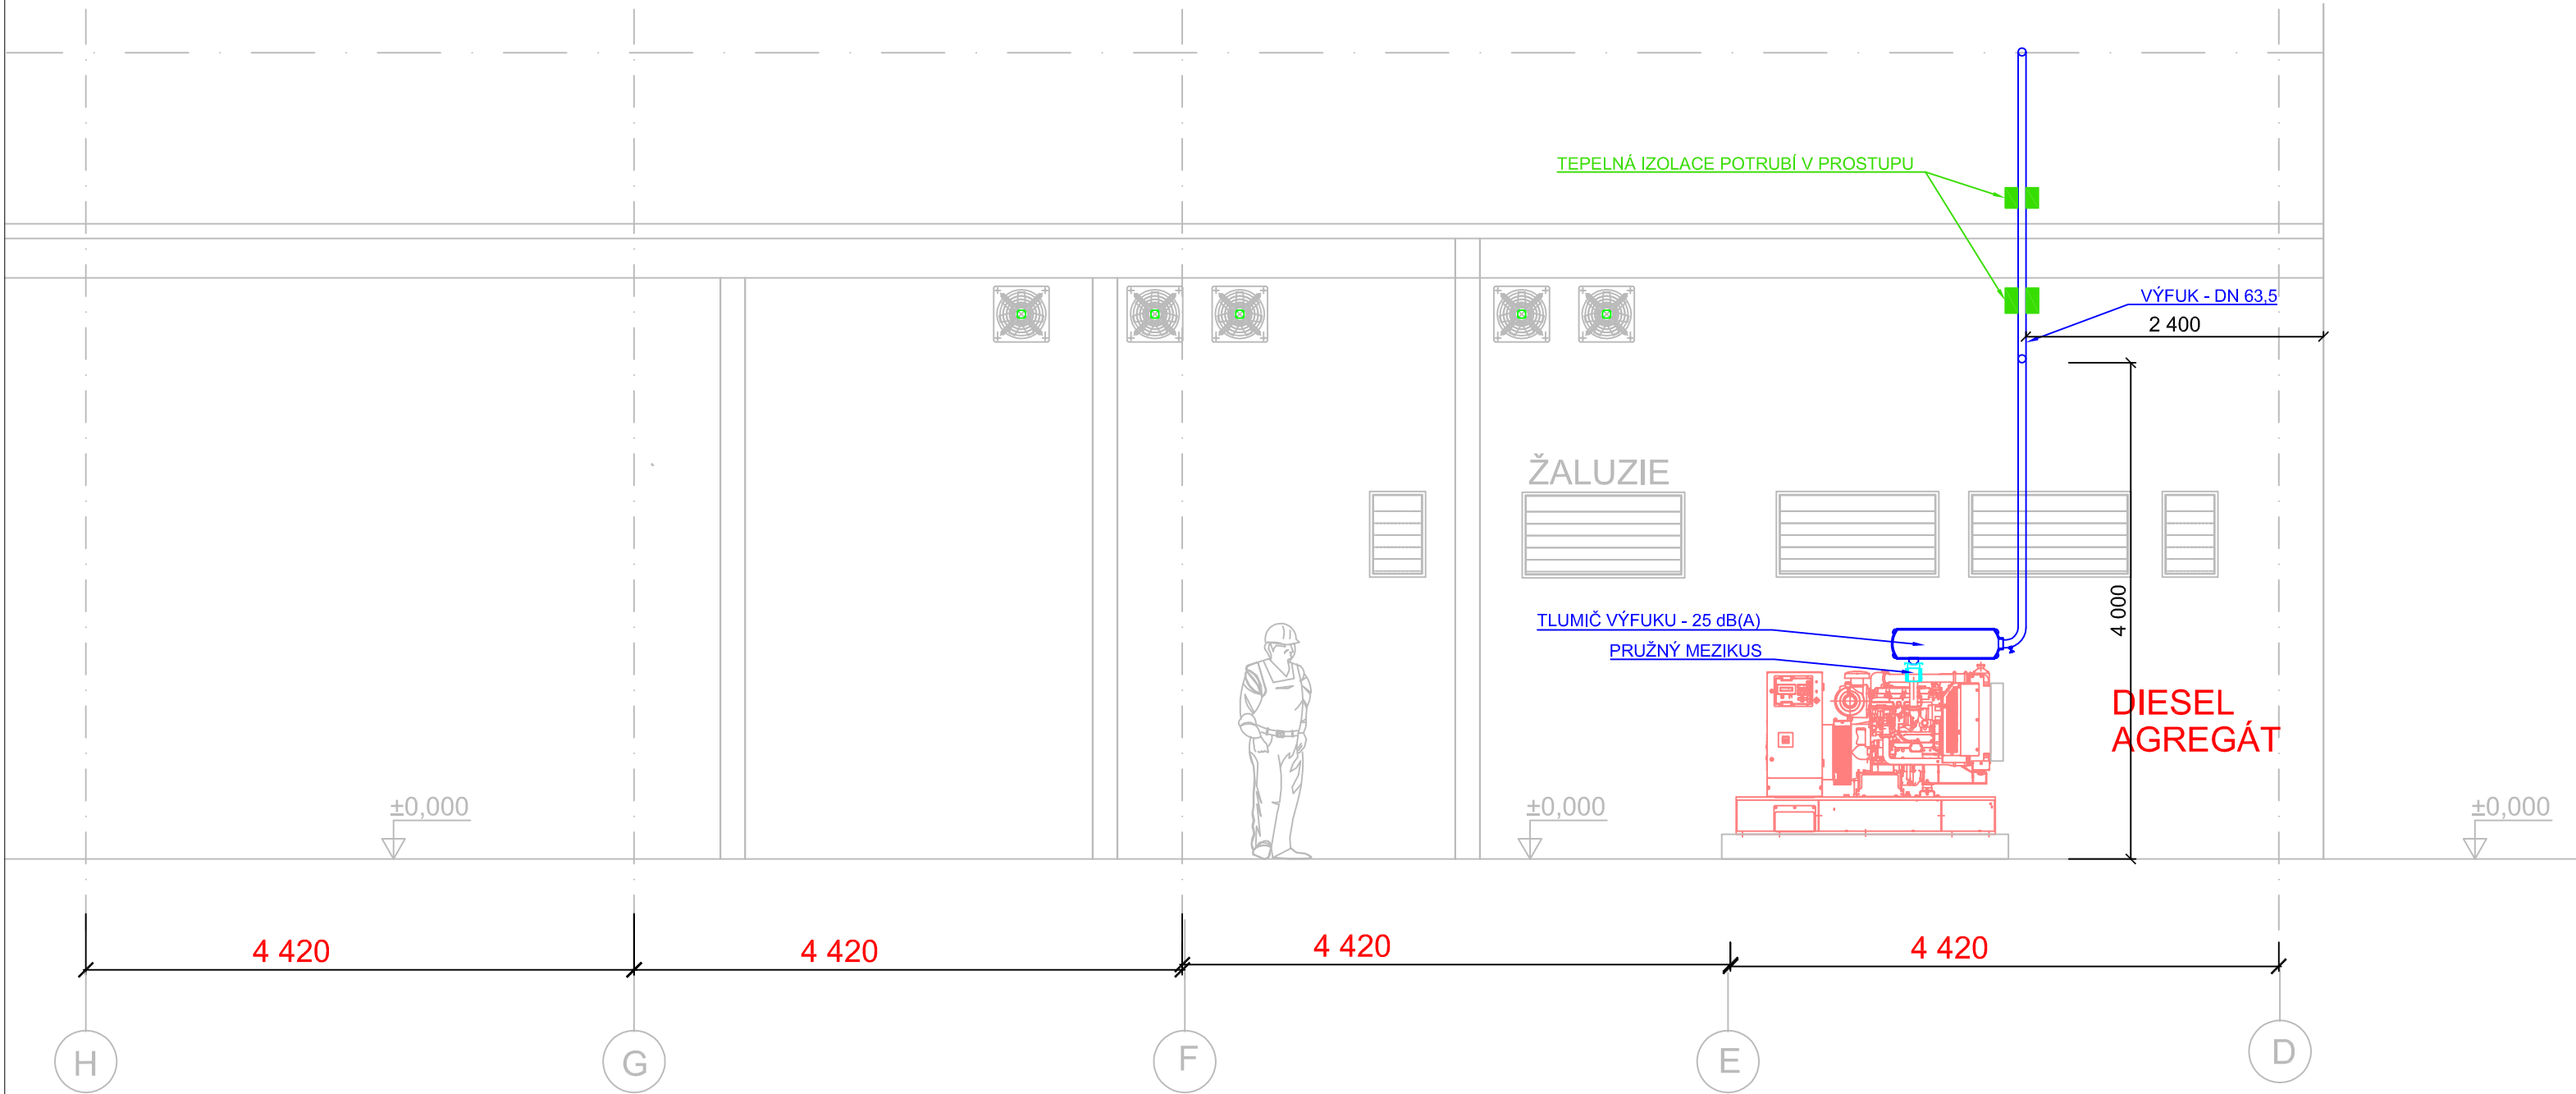 TEPELNÁ IZOLACE POTRUBÍ V PROSTUPU
VÝFUK - DN 63,5
2 400
ŽALUZIE
4 000
TLUMIČ VÝFUKU - 25 dB(A)
PRUŽNÝ MEZIKUS
DIESEL
AGREGÁT
±0,000
±0,000
±0,000
4 420
4 420
4 420
4 420
H
G
F
E
D